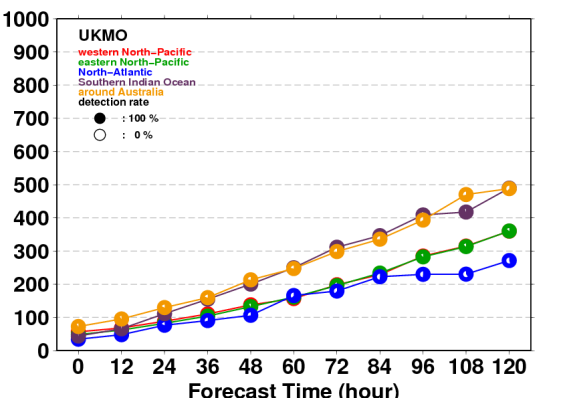 1000
900
800
700
600
500
400
300
200
100
0
UKMO
western North-Pacific
eastern North-Pacific
North-Atlantic
Southern Indian Ocean
around Australia
detection rate
: 100 %
: 0 %
0 12 24 36 48 60 72 84 96 108 120
Forecast Time (hour)